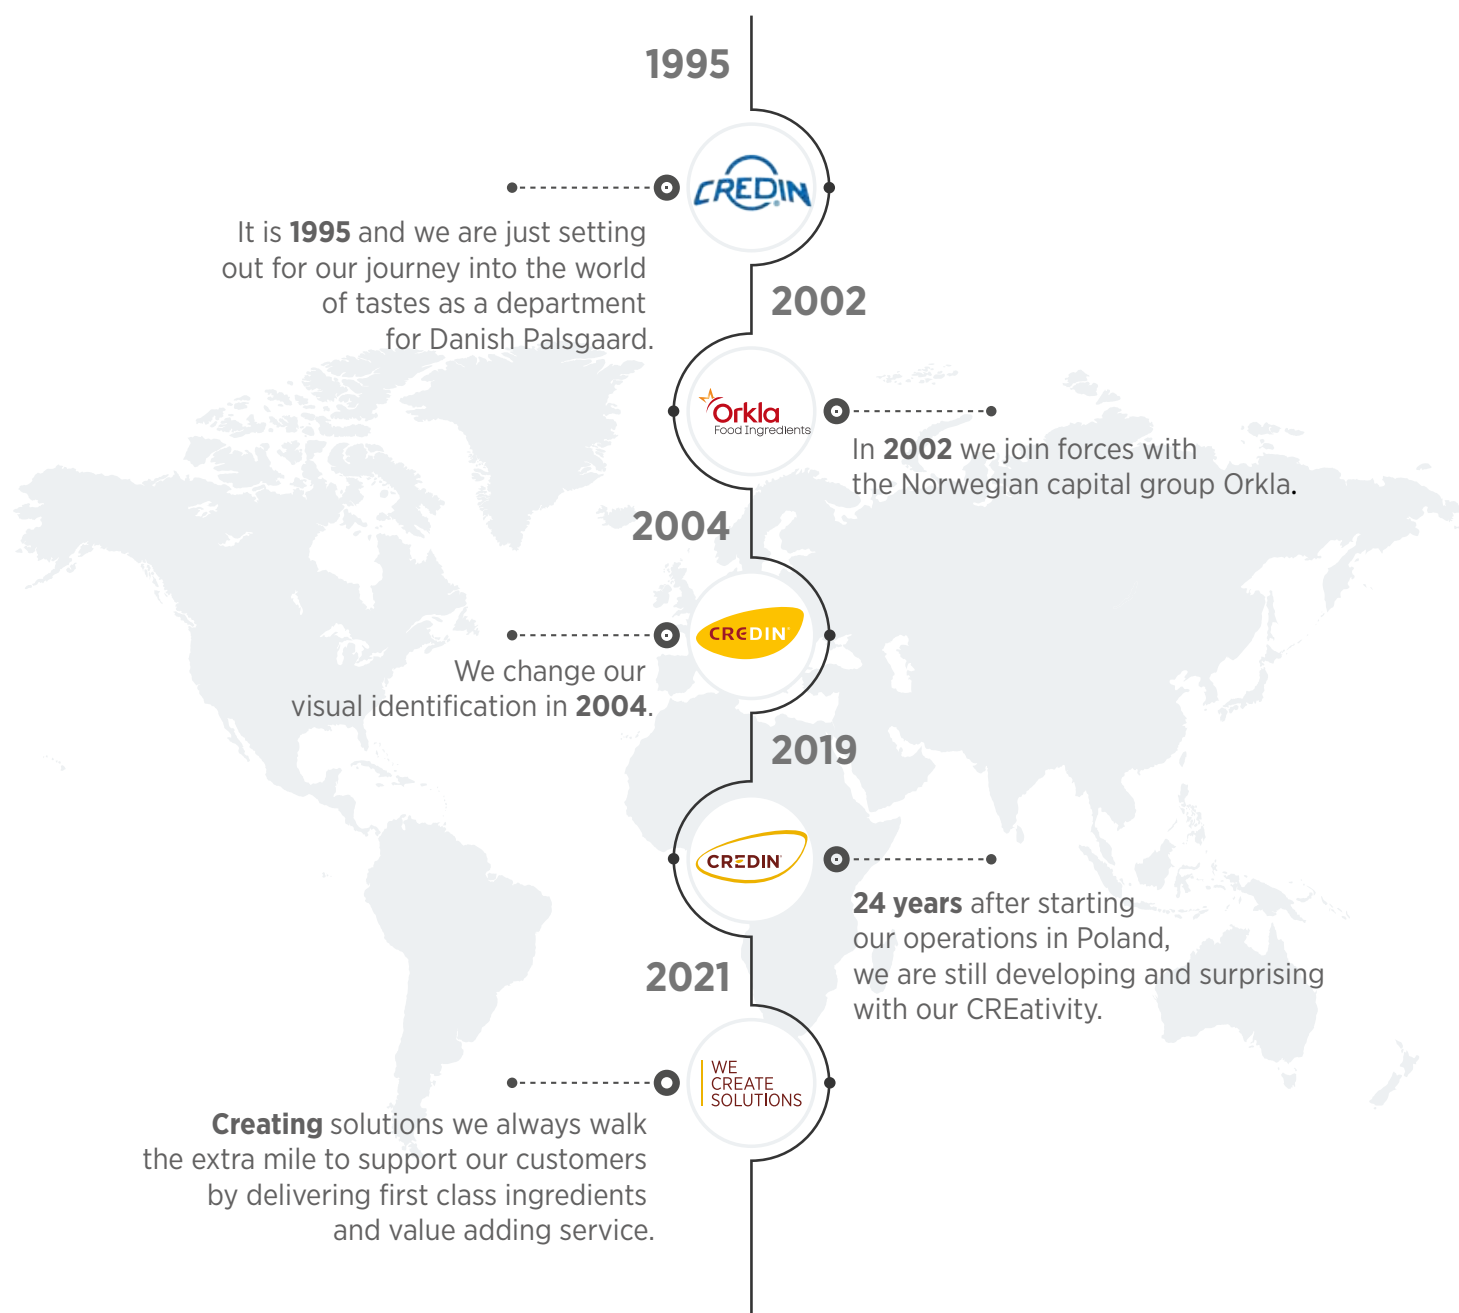 1995
CREDIN
It is 1995 and we are just setting
out for our journey into the world
of tastes as a department
for Danish Palsgaard.
2002
Orkla
Food Ingredients
In 2002 we join forces with
the Norwegian capital group Orkla.
2004
CREDIN
We change our
visual identification in 2004.
2019
CREDIN
24 years after starting
our operations in Poland,
we are still developing and surprising
with our CREativity.
2021
WE
CREATE
SOLUTIONS
Creating solutions we always walk
the extra mile to support our customers
by delivering first class ingredients
and value adding service.